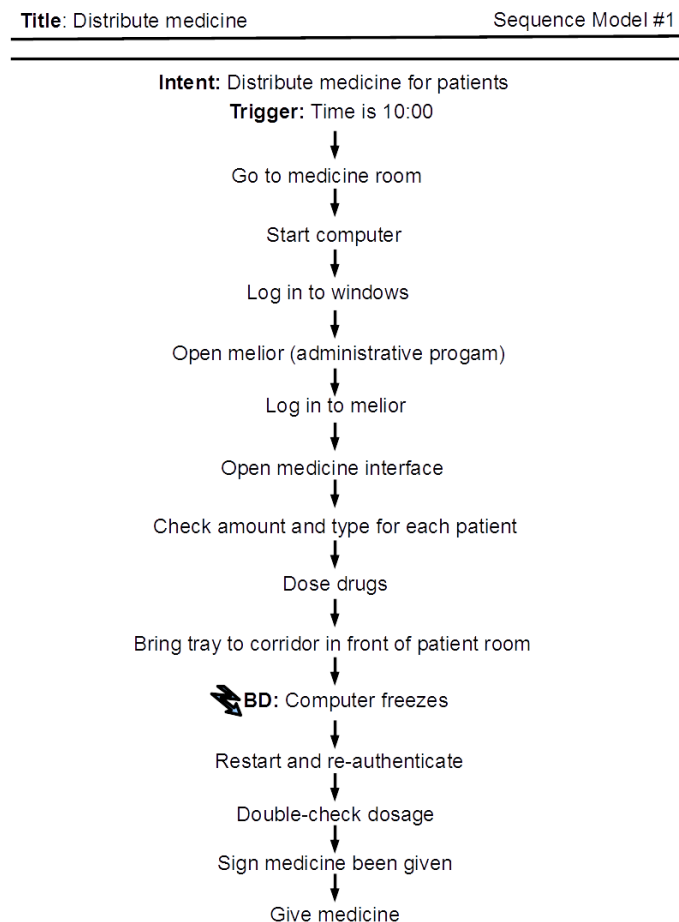 Title: Distribute medicine Sequence Model #1
Intent: Distribute medicine for patients
Trigger: Time is 10:00
Go to medicine room
Start computer
Log in to windows
Open melior (administrative progam)
Log in to melior
Open medicine interface
Check amount and type for each patient
Dose drugs
Bring tray to corridor in front of patient room
BD: Computer freezes
Restart and re-authenticate
Double-check dosage
Sign medicine been given
Give medicine